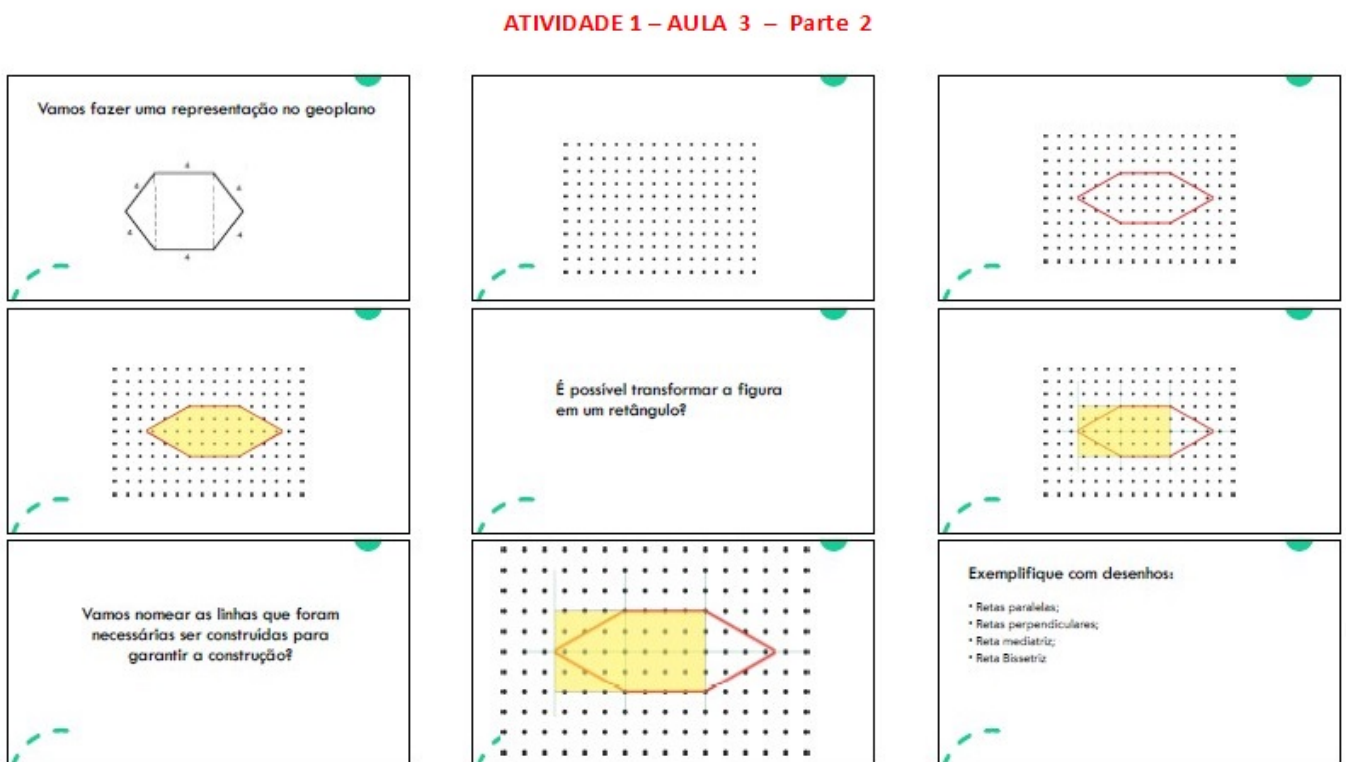 ATIVIDADE 1 – AULA 3 – Parte 2
Vamos fazer uma representação no geoplano
4
4
4
4
4
4
É possível transformar a figura
em um retângulo?
Vamos nomear as linhas que foram
necessárias ser construídas para
garantir a construção?
Exemplifique com desenhos:
• Retas paralelas;
• Retas perpendiculares;
• Reta mediatriz;
• Reta Bissetriz